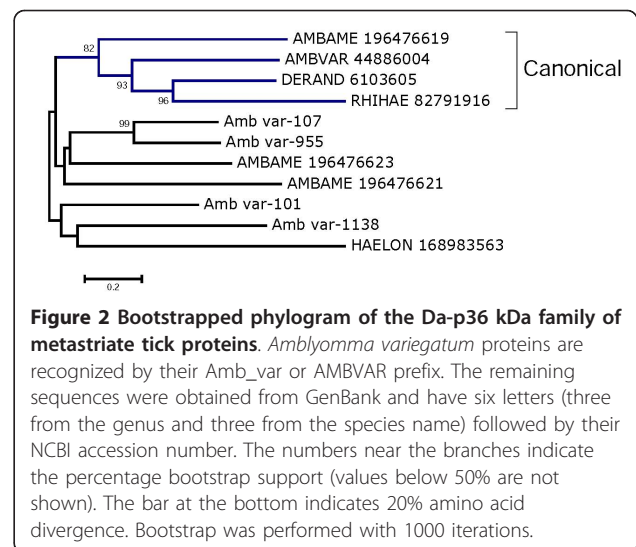 82
AMBAME 196476619
AMBVAR 44886004
93
DERAND 6103605
96
RHIHAE 82791916
Canonical
99
Amb var-107
Amb var-955
AMBAME 196476623
AMBAME 196476621
Amb var-101
Amb var-1138
HAELON 168983563
0.2
Figure 2 Bootstrapped phylogram of the Da-p36 kDa family of
metastriate tick proteins. Amblyomma variegatum proteins are
recognized by their Amb_var or AMBVAR prefix. The remaining
sequences were obtained from GenBank and have six letters (three
from the genus and three from the species name) followed by their
NCBI accession number. The numbers near the branches indicate
the percentage bootstrap support (values below 50% are not
shown). The bar at the bottom indicates 20% amino acid
divergence. Bootstrap was performed with 1000 iterations.